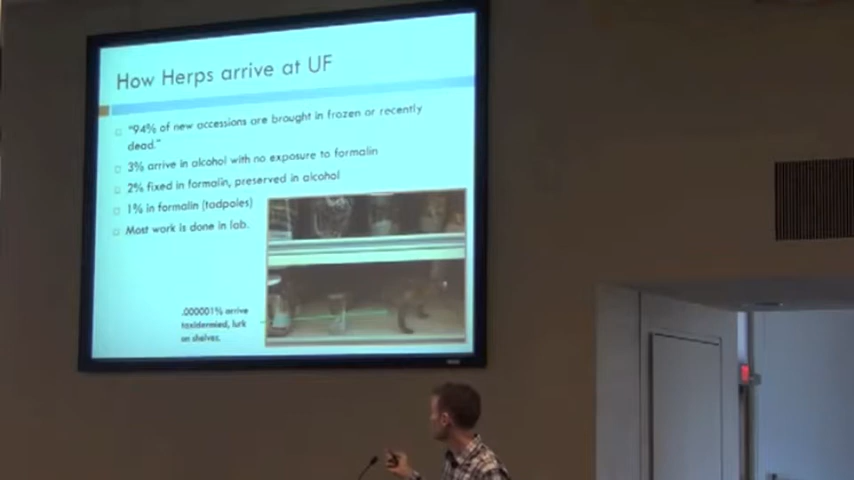 How Herps arrive at UF
"94% of new accessions are brought in frozen or recently
dead."
3% arrive in alcohol with no exposure to formalin
2% fixed in formalin, preserved in alcohol
1% in formalin (tadpoles)
Most work is done in lab.
.000001% arrive
taxidermied, lurk
on shelves.